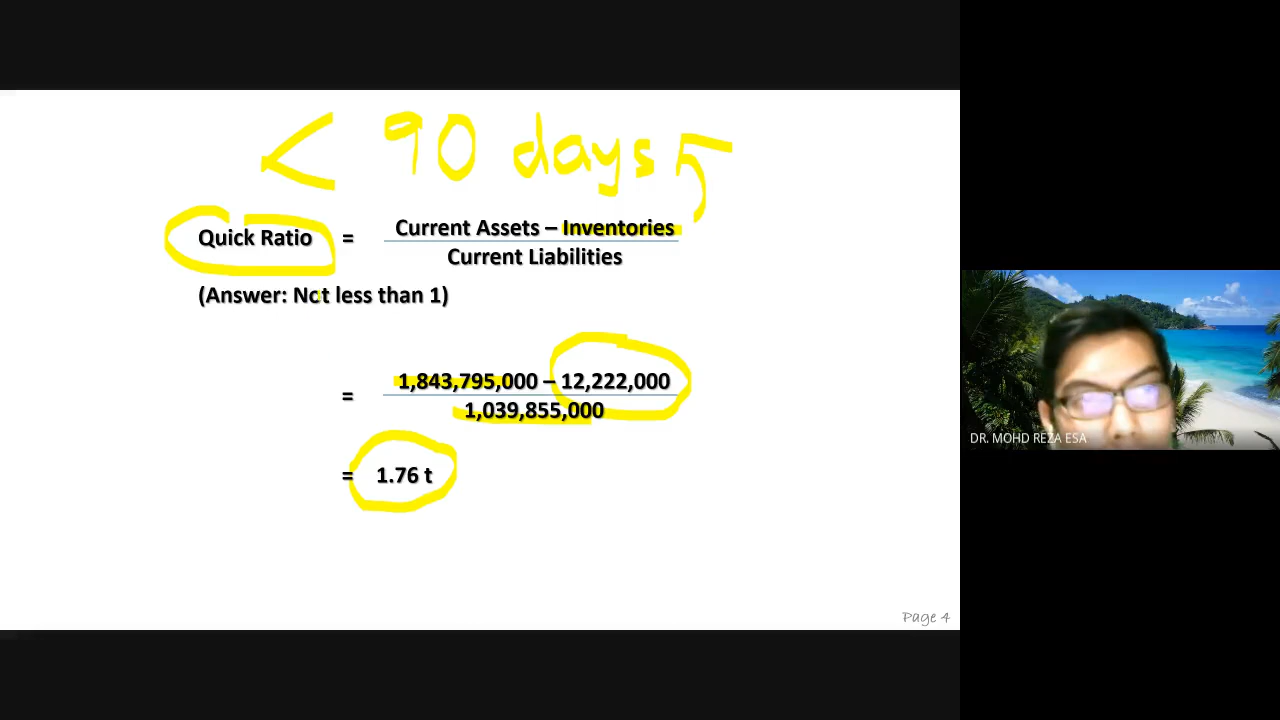 < 90 days
Quick Ratio = Current Assets – Inventories
Current Liabilities
(Answer: Not less than 1)
= 1,843,795,000 – 12,222,000
1,039,855,000
= 1.76 t
DR. MOHD REZA ESA
Page 4